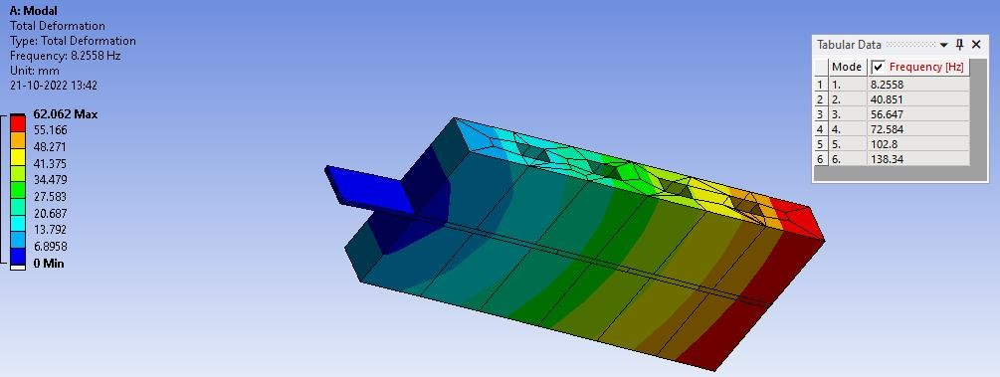 A: Modal
Total Deformation
Type: Total Deformation
Frequency: 8.2558 Hz
Unit: mm
21-10-2022 13:42
62.062 Max
55.166
48.271
41.375
34.479
27.583
20.687
13.792
6.8958
0 Min
Tabular Data
Mode Frequency [Hz]
1 1. 8.2558
2 2. 40.851
3 3. 56.647
4 4. 72.584
5 5. 102.8
6 6. 138.34